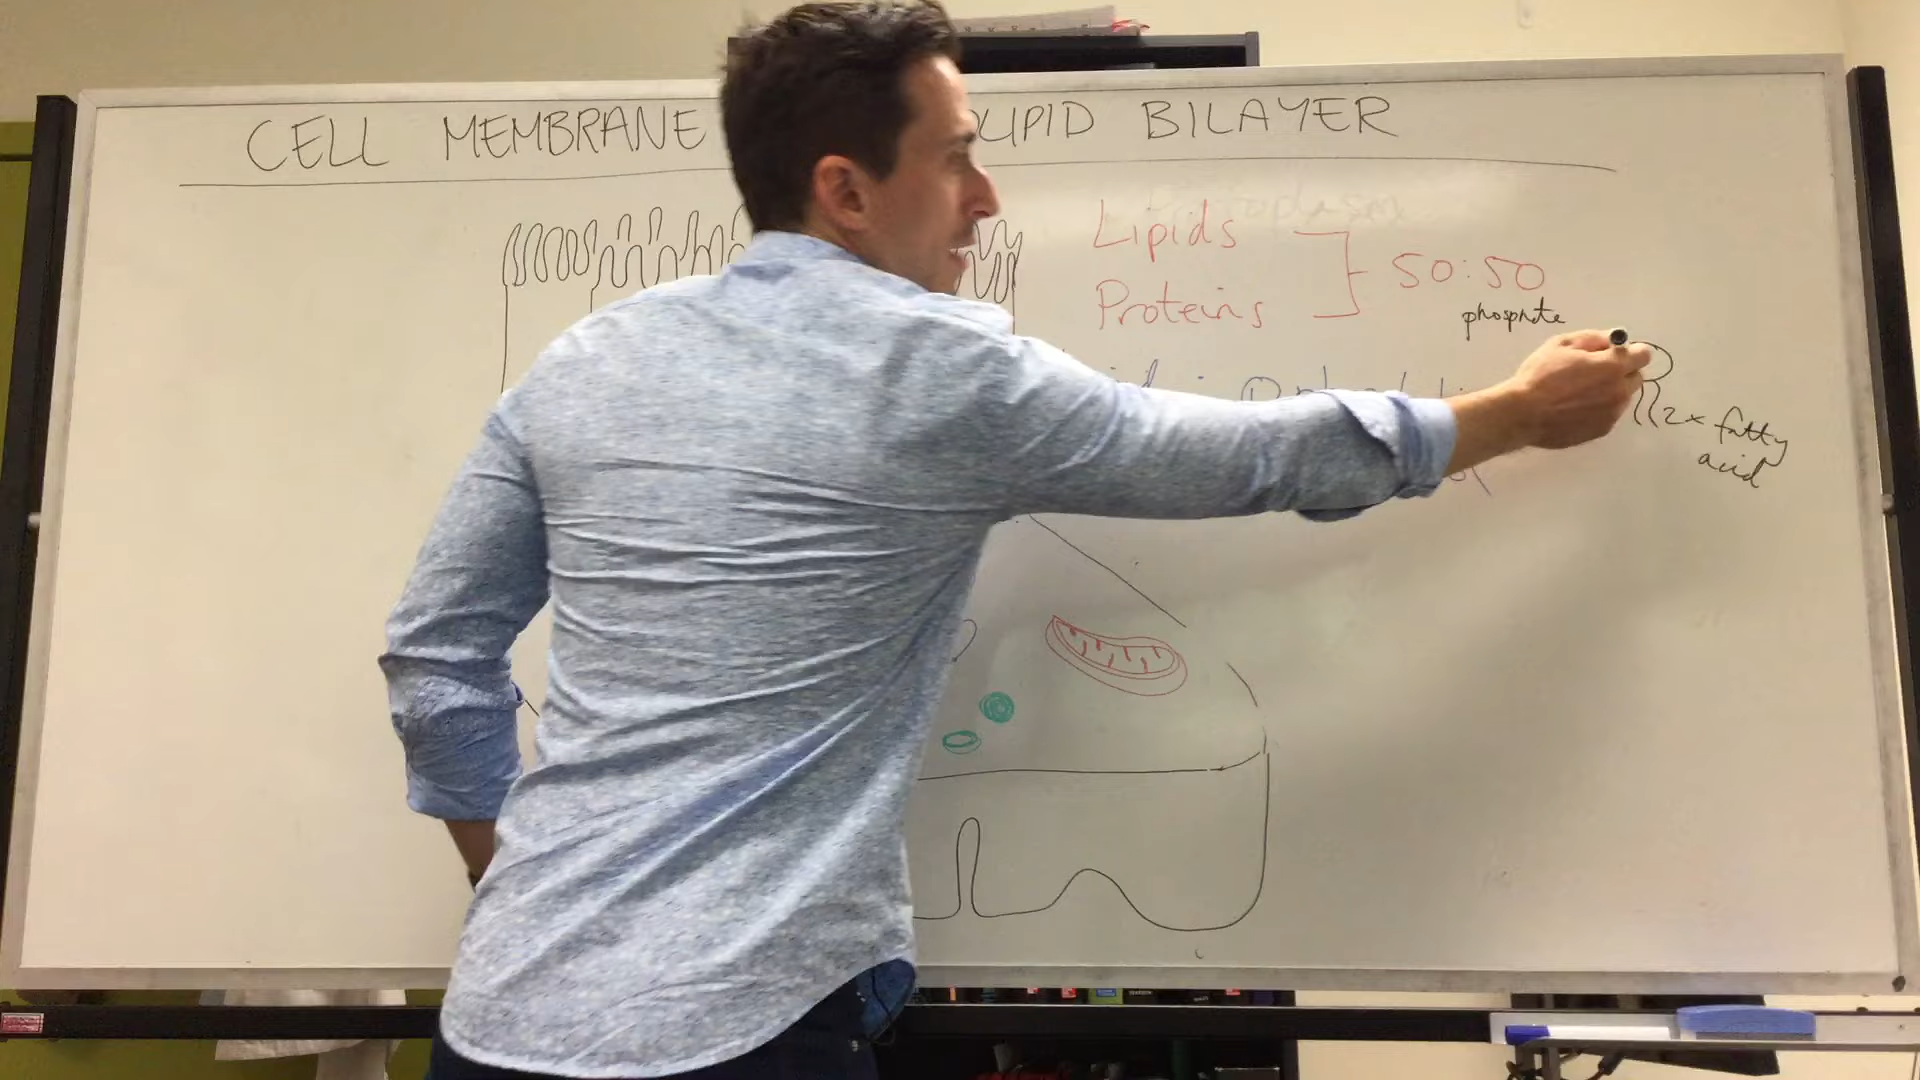 CELL MEMBRANE LIPID BILAYER
Lipids
Proteins
50:50
phosphate
2x fatty
acid